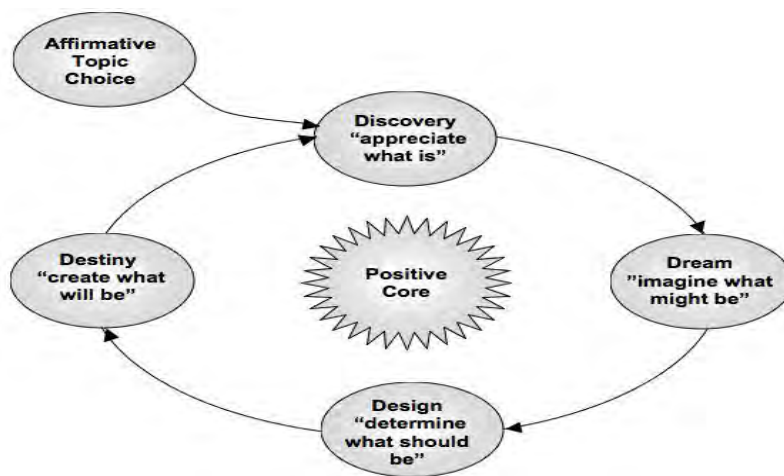 Affirmative
Topic
Choice
Discovery
“appreciate
what is”
Dream
"imagine what
might be”
Design
“determine
what should
be”
Destiny
“create what
will be”
Positive
Core